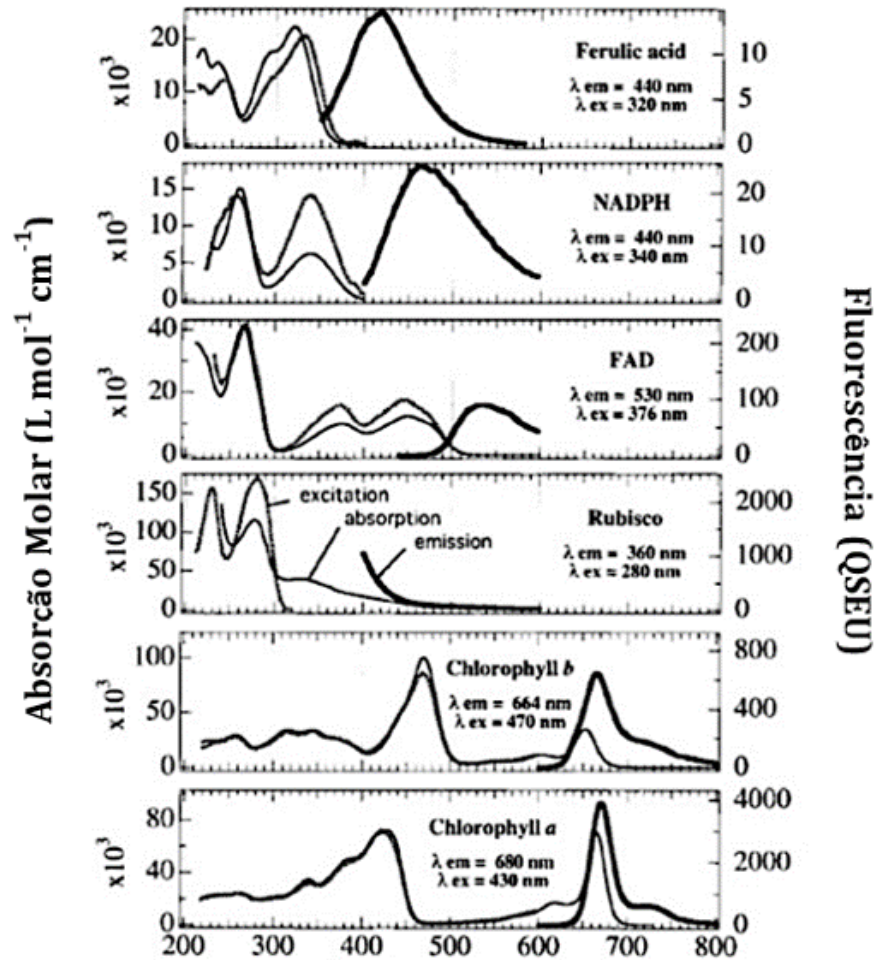 Absorcão Molar (L mol⁻¹ cm⁻¹)
Fluorescência (QSEU)
x10³
20
10
0
Ferulic acid
λ em = 440 nm
λ ex = 320 nm
10
5
0
x10³
15
10
5
0
NADPH
λ em = 440 nm
λ ex = 340 nm
20
10
0
x10³
40
20
0
FAD
λ em = 530 nm
λ ex = 376 nm
200
100
0
x10³
150
100
50
0
excitation
absorption
emission
Rubisco
λ em = 360 nm
λ ex = 280 nm
2000
1000
0
x10³
100
50
0
Chlorophyll b
λ em = 664 nm
λ ex = 470 nm
800
400
0
x10³
80
40
0
Chlorophyll a
λ em = 680 nm
λ ex = 430 nm
4000
2000
0
200 300 400 500 600 700 800